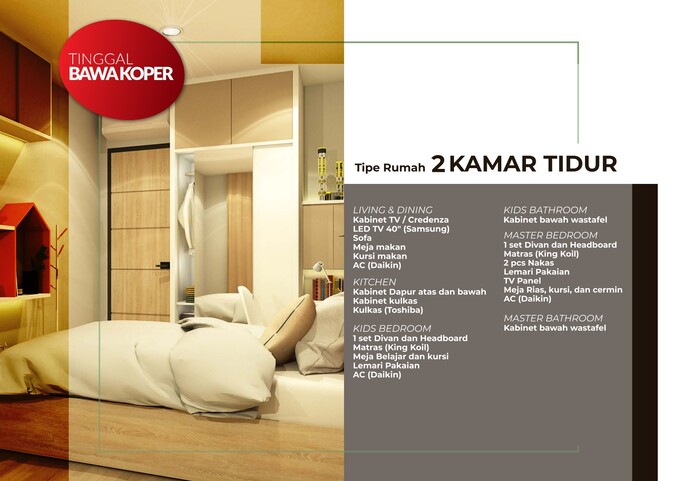 TINGGAL
BAWA KOPER
Tipe Rumah 2 KAMAR TIDUR
LIVING & DINING
Kabinet TV / Credenza
LED TV 40" (Samsung)
Sofa
Meja makan
Kursi makan
AC (Daikin)
KITCHEN
Kabinet Dapur atas dan bawah
Kabinet kulkas
Kulkas (Toshiba)
KIDS BEDROOM
1 set Divan dan Headboard
Matras (King Koil)
Meja Belajar dan kursi
Lemari Pakaian
AC (Daikin)
KIDS BATHROOM
Kabinet bawah wastafel
MASTER BEDROOM
1 set Divan dan Headboard
Matras (King Koil)
2 pcs Nakas
Lemari Pakaian
TV Panel
Meja Rias, kursi, dan cermin
AC (Daikin)
MASTER BATHROOM
Kabinet bawah wastafel